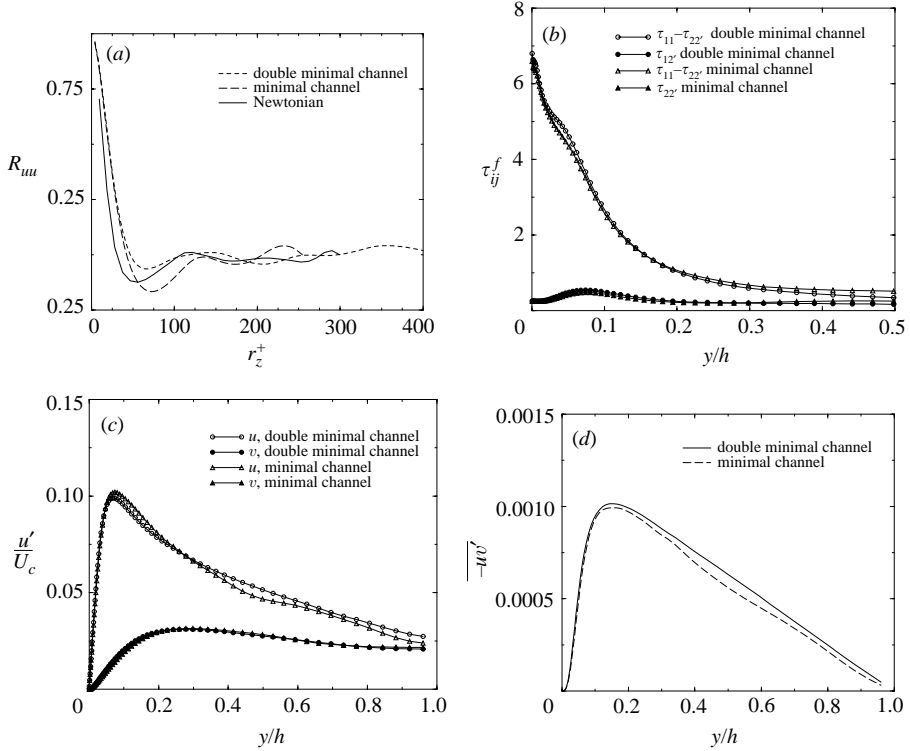 (a)
double minimal channel
minimal channel
Newtonian
0.75
0.25
0.25
R_uu
0 100 200 300 400
r_z^+
(b)
τ_11–τ_22′ double minimal channel
τ_12′ double minimal channel
τ_11–τ_22′ minimal channel
τ_22′ minimal channel
8
6
4
2
τ_ij^f
0 0.1 0.2 0.3 0.4 0.5
y/h
(c)
u, double minimal channel
v, double minimal channel
u, minimal channel
v, minimal channel
0.15
0.10
0.05
u′/U_c
0 0.2 0.4 0.6 0.8 1.0
y/h
(d)
double minimal channel
minimal channel
0.0015
0.0010
0.0005
–uv′
0 0.2 0.4 0.6 0.8 1.0
y/h